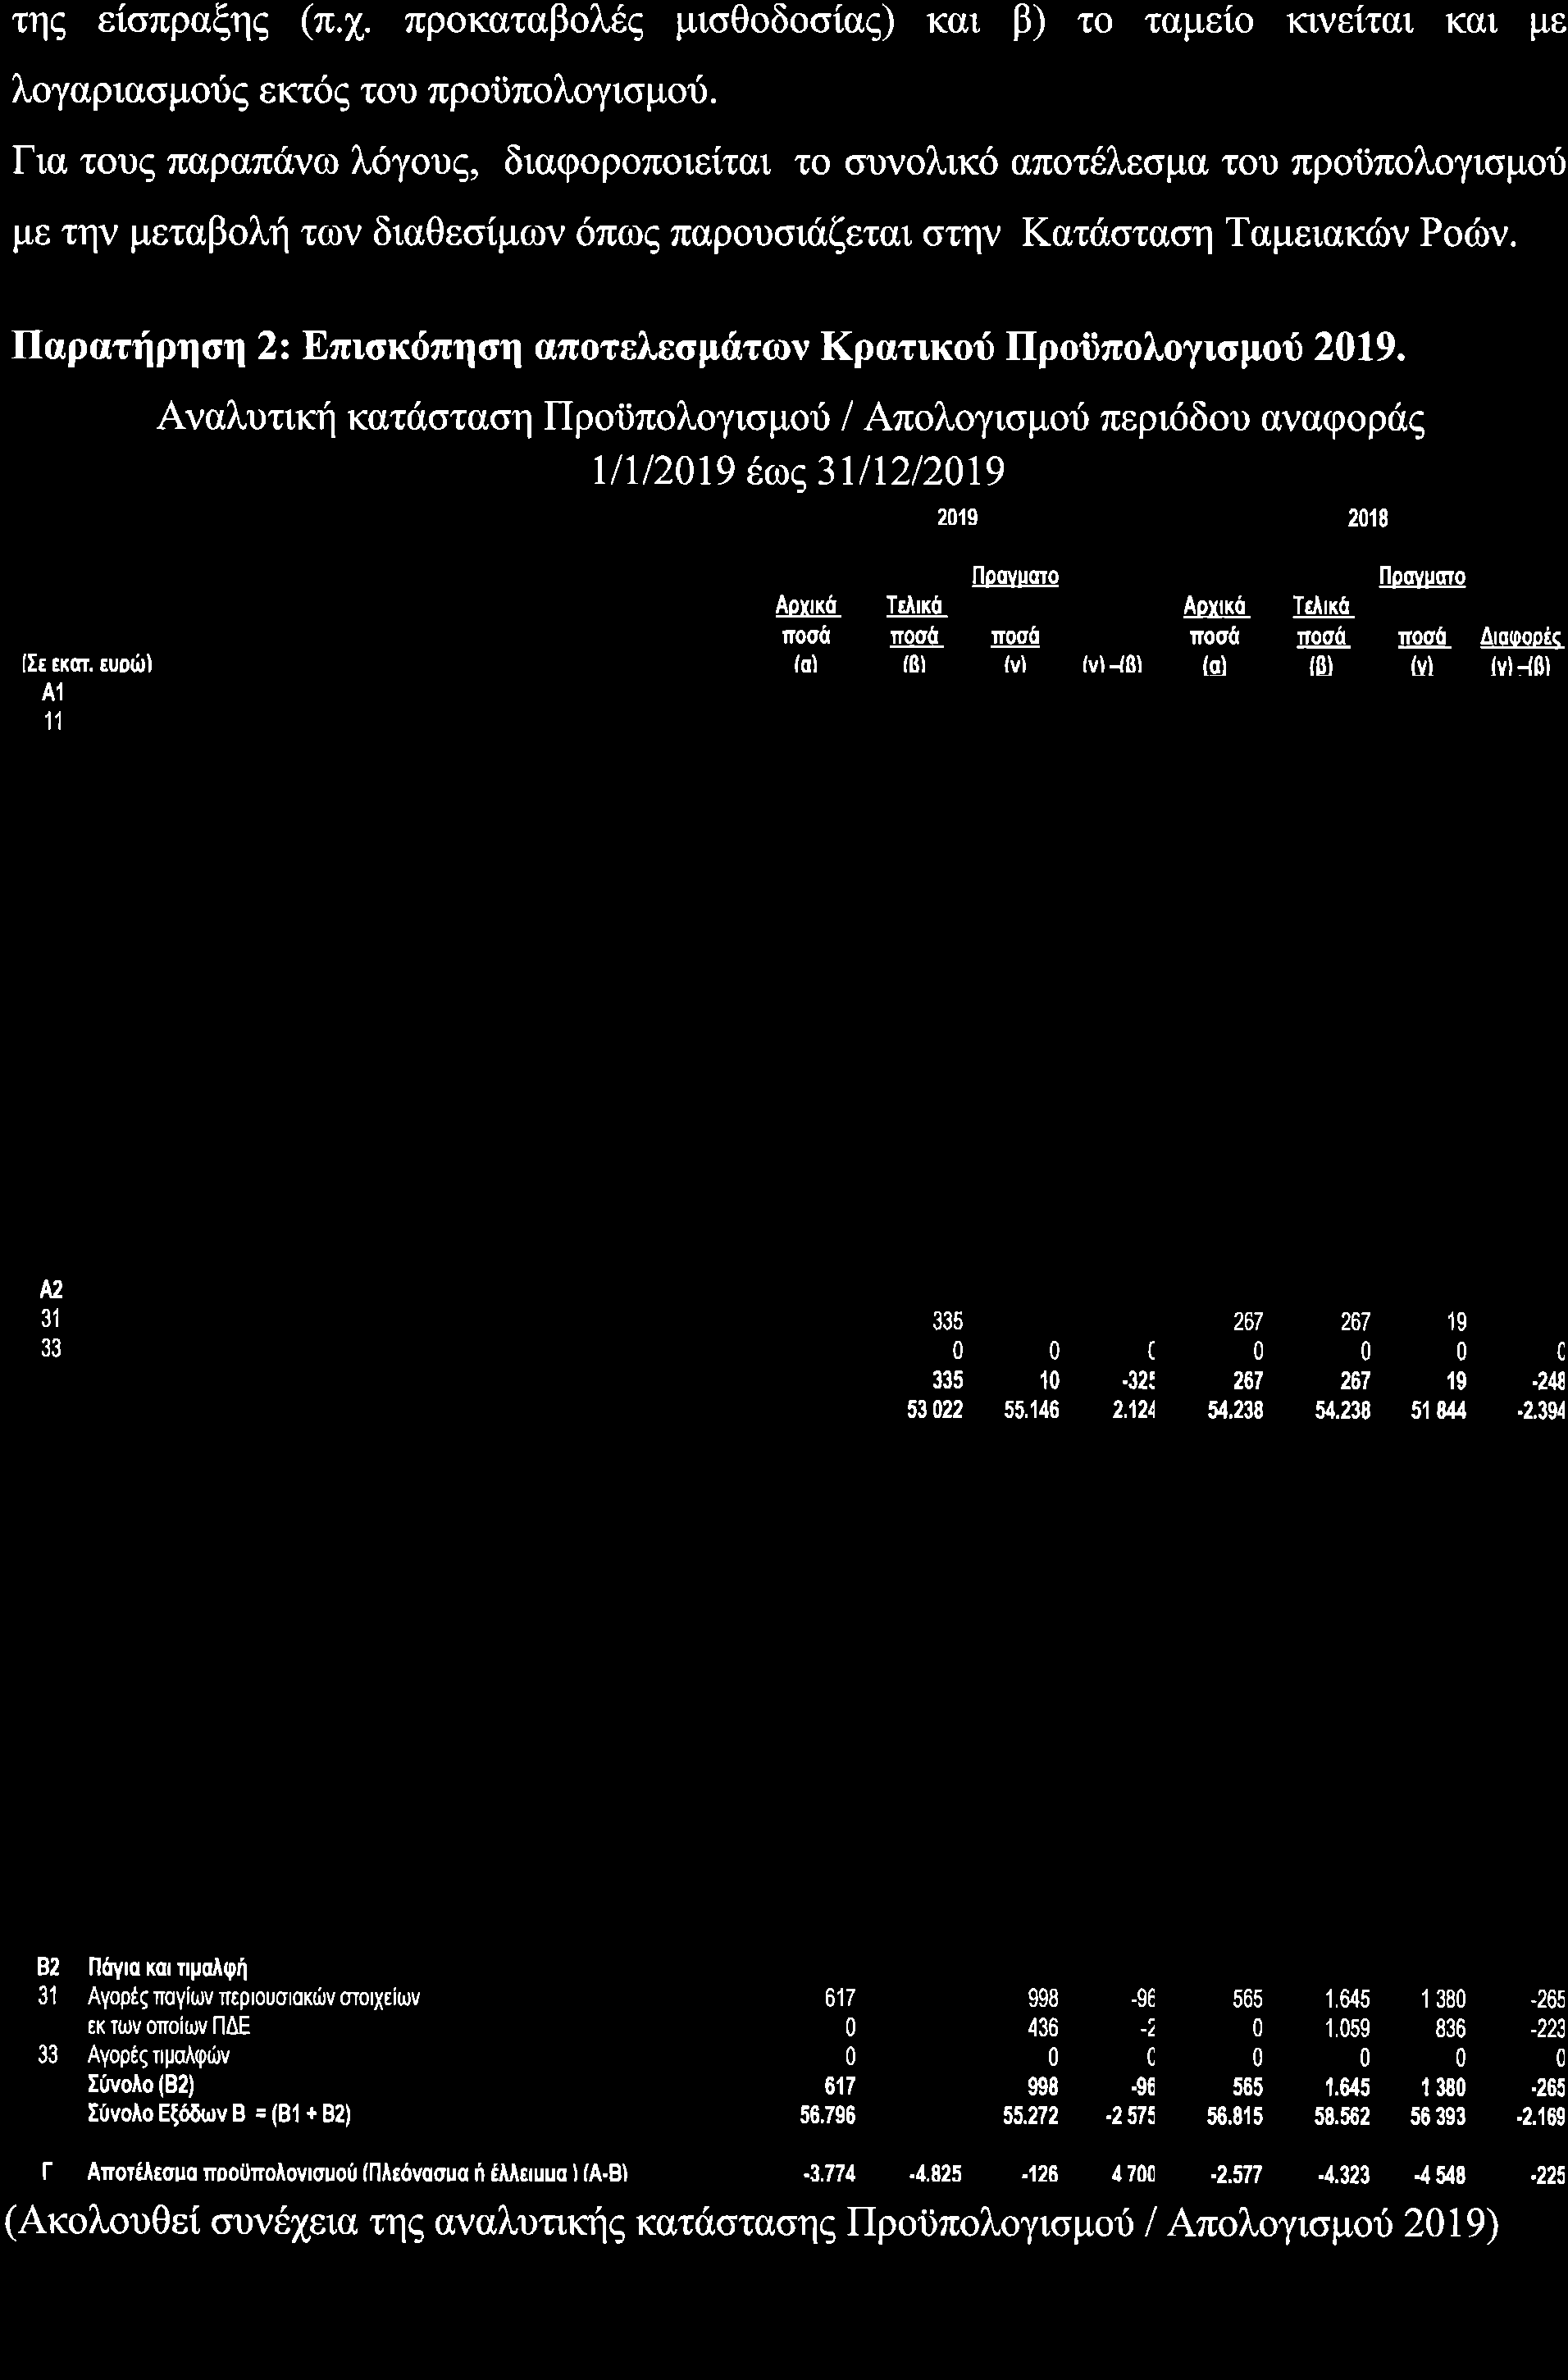 της είσπραξης (π.χ. προκαταβολές μισθοδοσίας) και β) το ταμείο κινείται και με
λογαριασμούς εκτός του προϋπολογισμού.
Για τους παραπάνω λόγους, διαφοροποιείται το συνολικό αποτέλεσμα του προϋπολογισμού
με την μεταβολή των διαθεσίμων όπως παρουσιάζεται στην Κατάσταση Ταμειακών Ροών.
Παρατήρηση 2: Επισκόπηση αποτελεσμάτων Κρατικού Προϋπολογισμού 2019.
Αναλυτική κατάσταση Προϋπολογισμού / Απολογισμού περιόδου αναφοράς
1/1/2019 έως 31/12/2019
2019 2018
Πραγματο Πραγματο
Αρχικά Τελικά Αρχικά Τελικά
ποσά ποσά ποσά ποσά ποσά ποσά Διαφορές
(Σε εκατ. ευρώ) (α) (β) (γ) (γ)-(β) (α) (β) (γ) (γ)-(β)
Α1
11
Α2
31 335 267 267 19
33 0 0 0 0 0
335 10 267 267 19 -248
53 022 55.146 2.124 54.238 54.238 51 844 -2.394
Β2 Πάγια και τιμαλφή
31 Αγορές παγίων περιουσιακών στοιχείων 617 998 565 1.645 1 380 -265
εκ των οποίων ΠΔΕ 0 436 0 1.059 836 -223
33 Αγορές τιμαλφών 0 0 0 0 0 0
Σύνολο (Β2) 617 998 565 1.645 1 380 -265
Σύνολο Εξόδων Β = (Β1 + Β2) 56.796 55.272 56.815 58.562 56 393 -2.169
Γ Αποτέλεσμα προϋπολογισμού (Πλεόνασμα ή έλλειμμα ) (Α-Β) -3.774 -4.825 -126 4 700 -2.577 -4.323 -4 548 -225
(Ακολουθεί συνέχεια της αναλυτικής κατάστασης Προϋπολογισμού / Απολογισμού 2019)